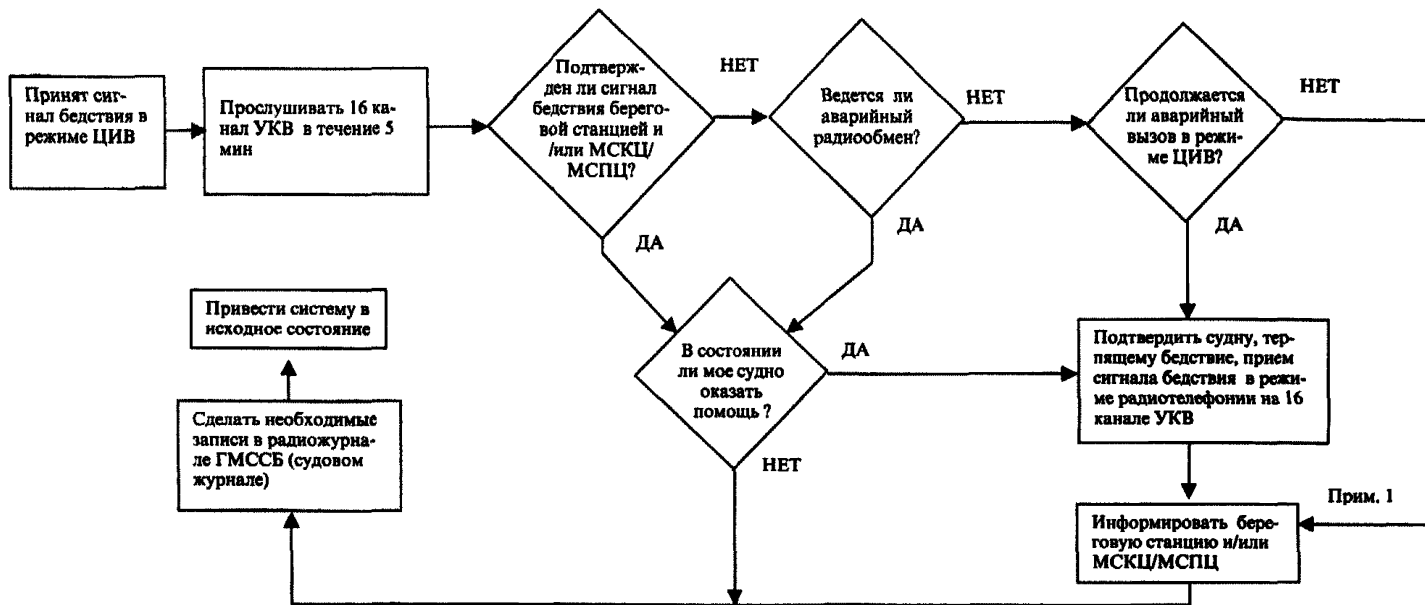 Принят сиг-
нал бедствия в
режиме ЦИВ
Прослушивать 16 ка-
нал УКВ в течение 5
мин
Подтверж-
ден ли сигнал
бедствия берего-
вой станцией и
/или МСКЦ/
МСПЦ?
НЕТ
ДА
Ведется ли
аварийный
радиообмен?
НЕТ
ДА
Продолжается
ли аварийный
вызов в режи-
ме ЦИВ?
НЕТ
ДА
Привести систему в
исходное состояние
В состоянии
ли мое судно
оказать
помощь ?
ДА
НЕТ
Подтвердить судну, тер-
пящему бедствие, прием
сигнала бедствия в режи-
ме радиотелефонии на 16
канале УКВ
Сделать необходимые
записи в радиожурна-
ле ГМССБ (судовом
журнале)
Прим. 1
Информировать бере-
говую станцию и/или
МСКЦ/МСПЦ